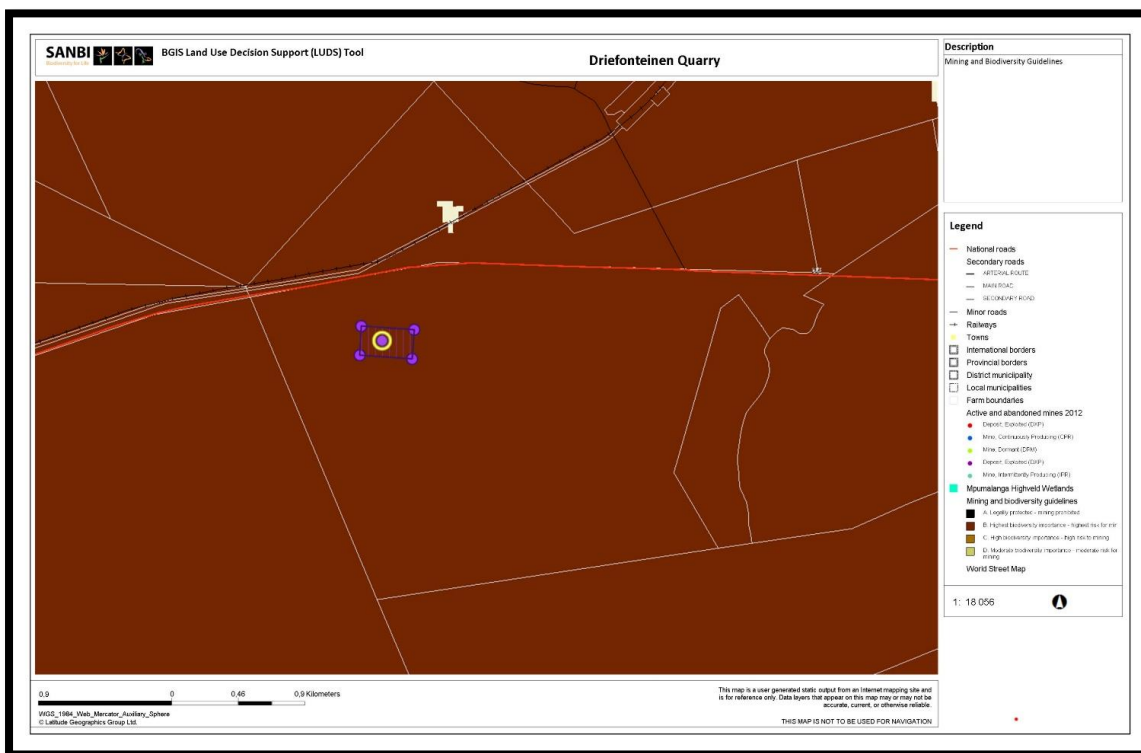 SANBI
Biodiversity for Life
BGIS Land Use Decision Support (LUDS) Tool
Driefonteinen Quarry
Description
Mining and Biodiversity Guidelines
Legend
National roads
Secondary roads
ARTERIAL ROUTE
MAIN ROAD
SECONDARY ROAD
Minor roads
Railways
Towns
International borders
Provincial borders
District municipality
Local municipalities
Farm boundaries
Active and abandoned mines 2012
Deposit, Exploited (DXP)
Mine, Continuously Producing (CPR)
Mine, Dormant (DFM)
Deposit, Exploited (DXP)
Mine, Intermittently Producing (IPR)
Mpumalanga Highveld Wetlands
Mining and biodiversity guidelines
A: Legally protected - mining prohibited
B: Highest biodiversity importance - highest risk for min
C: High biodiversity importance - high risk to mining
D: Moderate biodiversity importance - moderate risk for
mining
World Street Map
1: 18 056
0,9 0 0,46 0,9 Kilometers
WGS_1984_Web_Mercator_Auxiliary_Sphere
© Latitude Geographics Group Ltd.
This map is a user generated static output from an Internet mapping site and
is for reference only. Data layers that appear on this map may or may not be
accurate, current, or otherwise reliable.
THIS MAP IS NOT TO BE USED FOR NAVIGATION